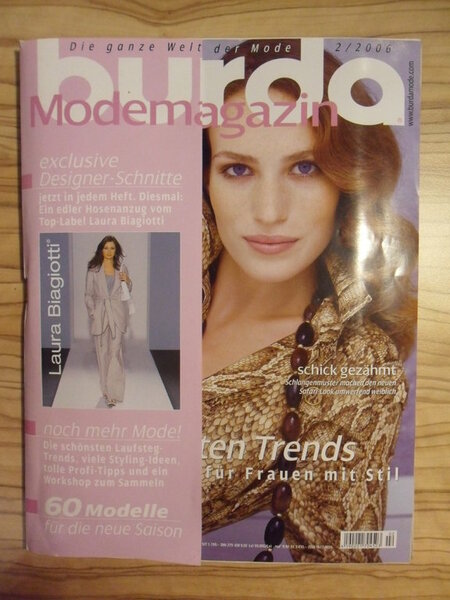 Die ganze Welt der Mode 2/2006
burda
Modemagazin
www.burdamode.com
exclusive
Designer-Schnitte
jetzt in jedem Heft. Diesmal:
Ein edler Hosenanzug vom
Top-Label Laura Biagiotti
Laura Biagiotti®
schick gezähmt
Schlangenmuster machen den neuen
Safari-Look umwerfend weiblich
noch mehr Mode!
Die schönsten Laufsteg-
Trends, viele Styling-Ideen,
tolle Profi-Tipps und ein
Workshop zum Sammeln
ten Trends
für Frauen mit Stil
60 Modelle
für die neue Saison